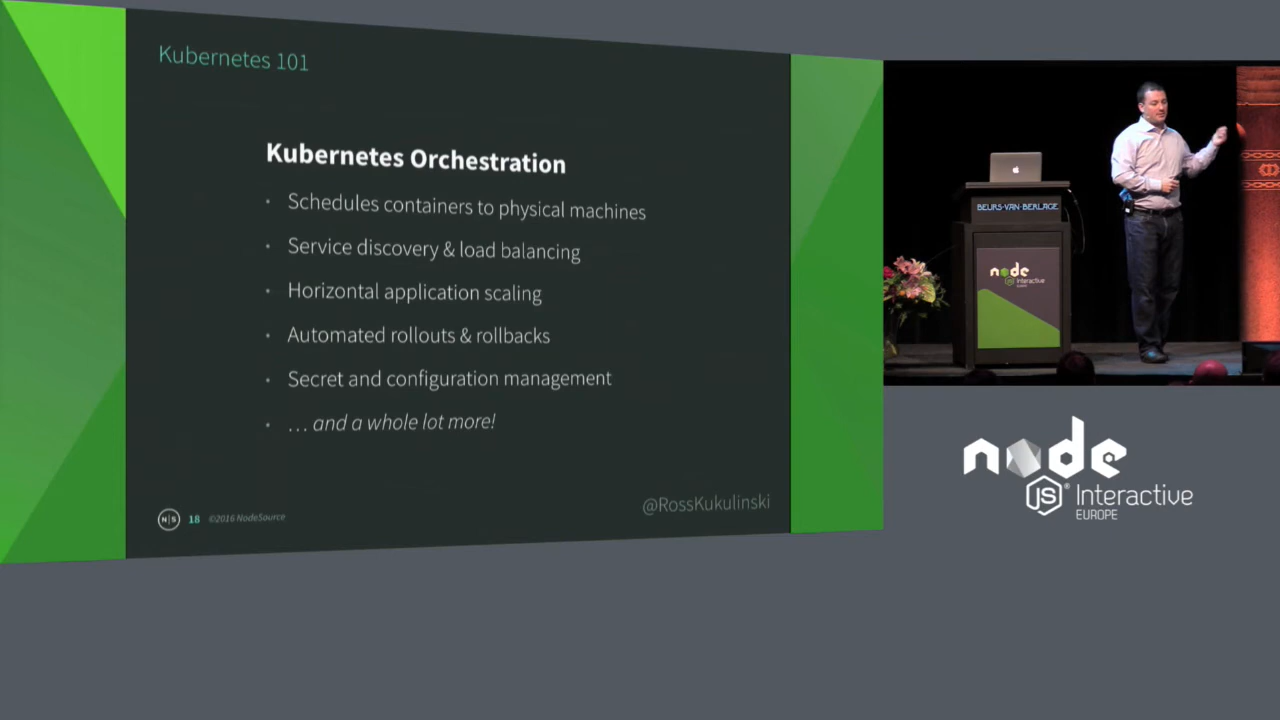 Kubernetes 101
Kubernetes Orchestration
• Schedules containers to physical machines
• Service discovery & load balancing
• Horizontal application scaling
• Automated rollouts & rollbacks
• Secret and configuration management
• … and a whole lot more!
N|S 18 ©2016 NodeSource
@RossKukulinski
BEURS-VAN-BERLAGE
node
JS Interactive
EUROPE
node
JS® Interactive
EUROPE